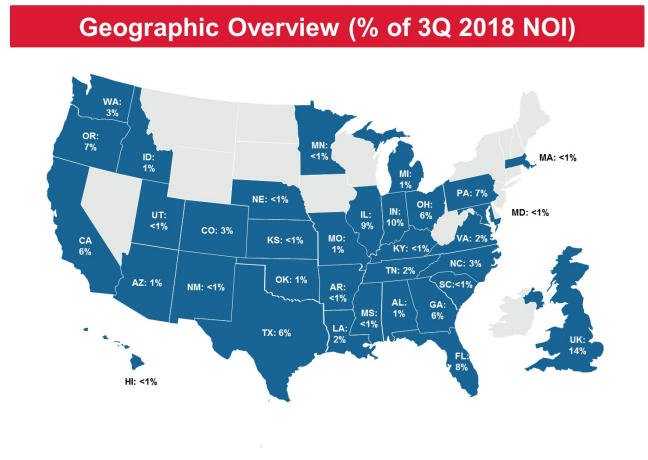 Geographic Overview (% of 3Q 2018 NOI)
WA:
3%
OR:
7%
ID:
1%
MN:
<1%
MI:
1%
MA: <1%
NE: <1%
IL:
9%
IN:
10%
OH:
6%
PA: 7%
MD: <1%
UT:
<1%
CO: 3%
KS: <1%
MO:
1%
KY: <1%
VA: 2%
CA
6%
AZ: 1%
NM: <1%
OK: 1%
AR:
<1%
TN: 2%
NC: 3%
SC:<1%
TX: 6%
LA:
2%
MS:
<1%
AL:
1%
GA:
6%
FL:
8%
UK:
14%
HI: <1%